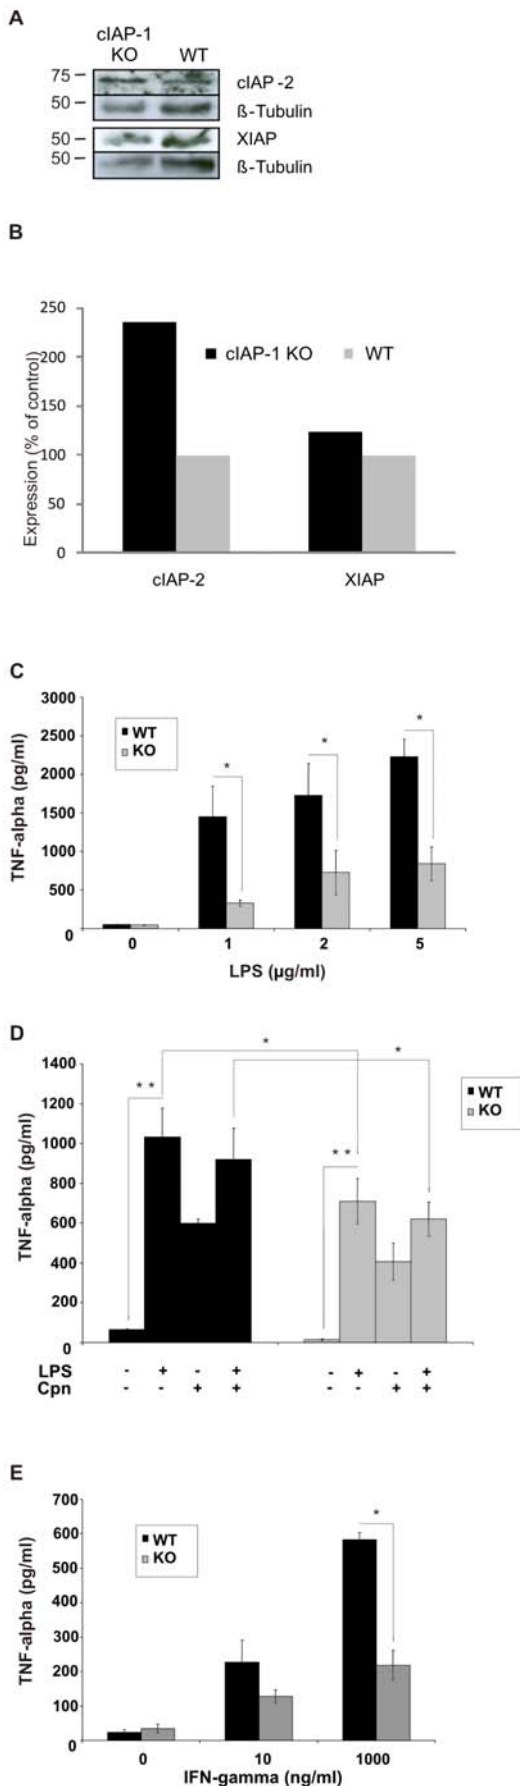 A
cIAP-1
KO WT
75
cIAP-2
50
ß-Tubulin
50
XIAP
50
ß-Tubulin
B
Expression (% of control)
250
200
150
100
50
0
cIAP-1 KO WT
cIAP-2 XIAP
C
TNF-alpha (pg/ml)
3000
2500
2000
1500
1000
500
0
WT
KO
* * *
0 1 2 5
LPS (µg/ml)
D
TNF-alpha (pg/ml)
1400
1200
1000
800
600
400
200
0
* *
* *
* *
WT
KO
LPS - + - + - + - +
Cpn - - + + - - + +
E
TNF-alpha (pg/ml)
700
600
500
400
300
200
100
0
WT
KO
*
0 10 1000
IFN-gamma (ng/ml)